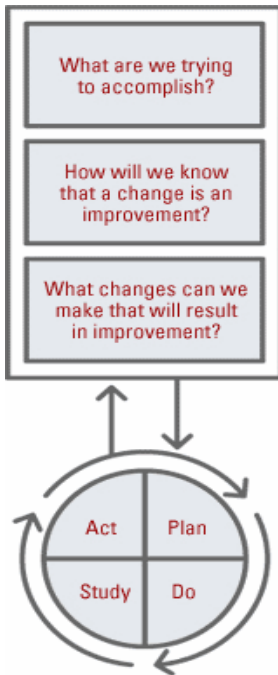 What are we trying
to accomplish?
How will we know
that a change is an
improvement?
What changes can we
make that will result
in improvement?
Act
Plan
Study
Do